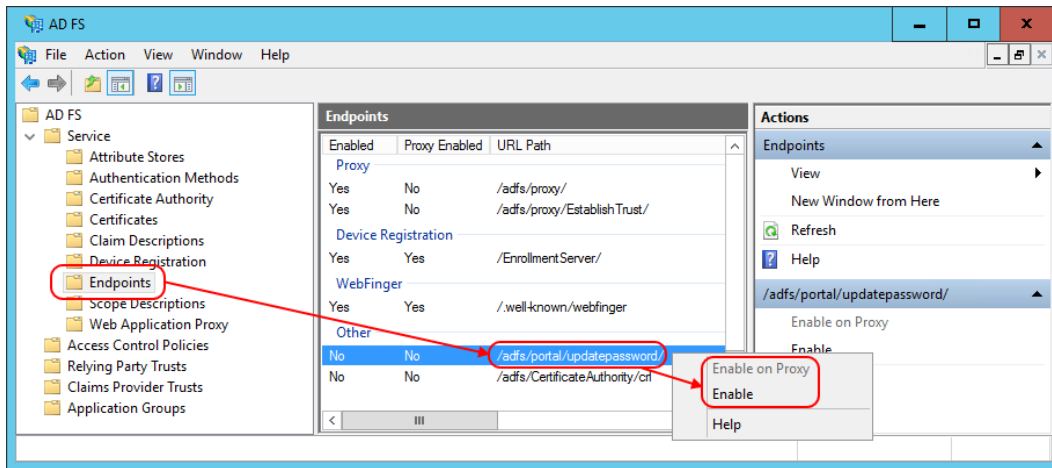 AD FS
File Action View Window Help
AD FS
Service
Attribute Stores
Authentication Methods
Certificate Authority
Certificates
Claim Descriptions
Device Registration
Endpoints
Scope Descriptions
Web Application Proxy
Access Control Policies
Relying Party Trusts
Claims Provider Trusts
Application Groups
Endpoints
Enabled Proxy Enabled URL Path
Proxy
Yes No /adfs/proxy/
Yes No /adfs/proxy/EstablishTrust/
Device Registration
Yes Yes /EnrollmentServer/
WebFinger
Yes Yes /.well-known/webfinger
Other
No No /adfs/portal/updatepassword/
No No /adfs/CertificateAuthority/crl
Enable on Proxy
Enable
Help
Actions
Endpoints
View
New Window from Here
Refresh
Help
/adfs/portal/updatepassword/
Enable on Proxy
Enable